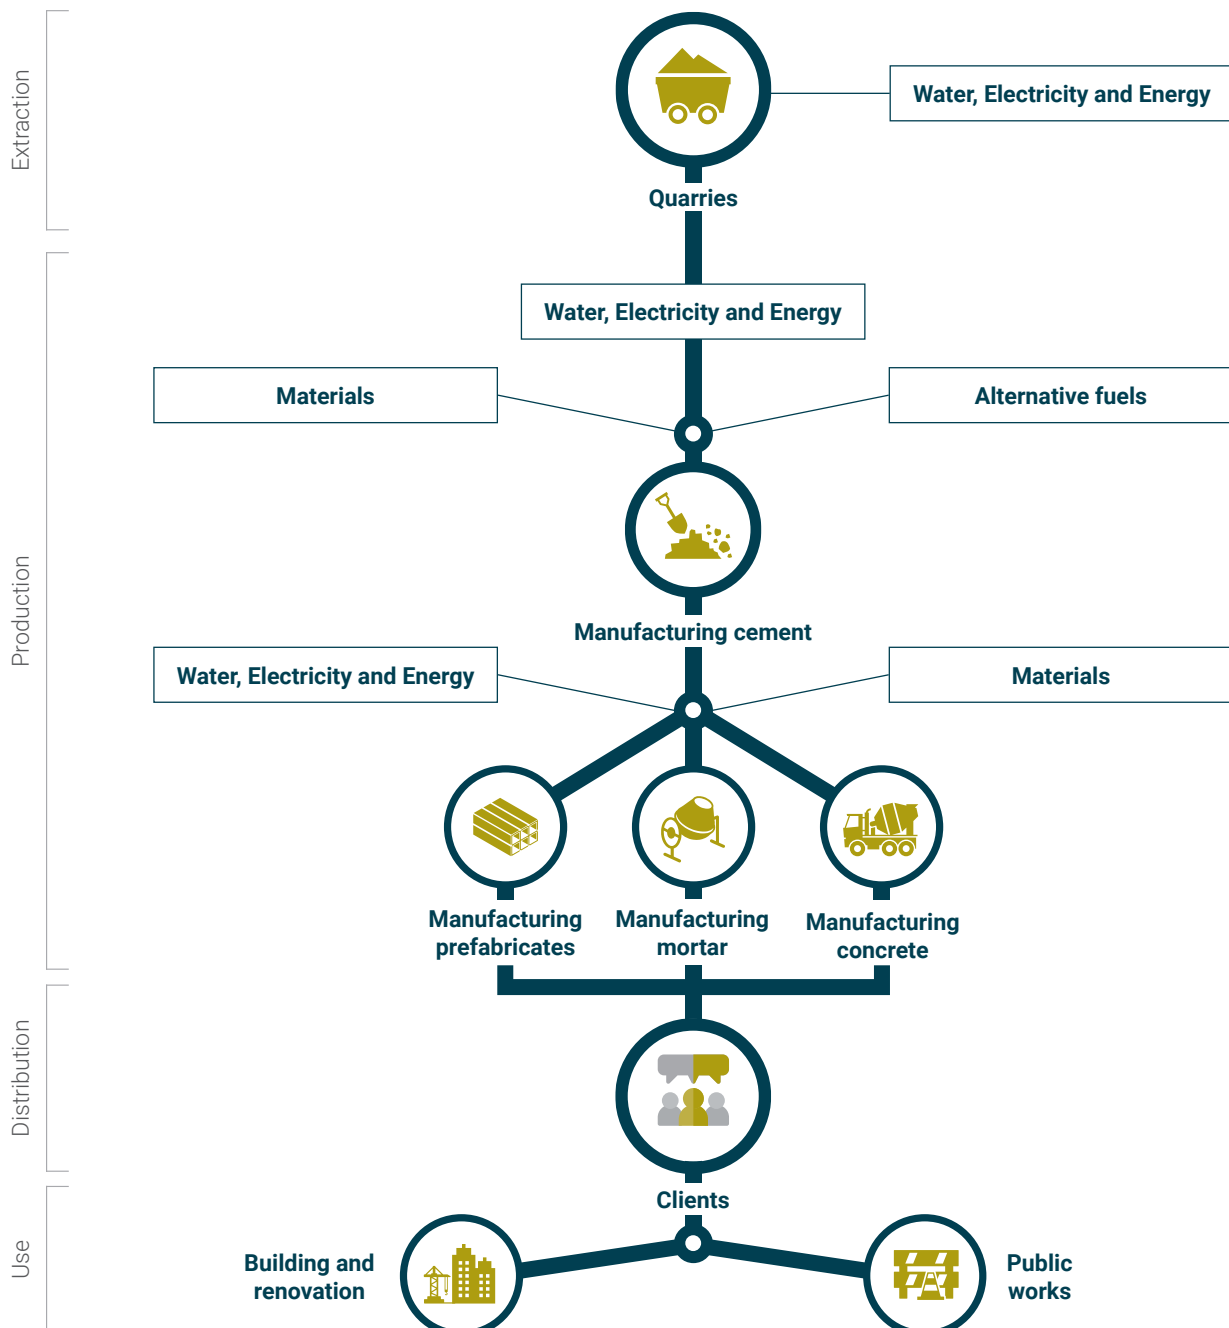 Extraction
Water, Electricity and Energy
Quarries
Production
Water, Electricity and Energy
Materials
Alternative fuels
Manufacturing cement
Water, Electricity and Energy
Materials
Manufacturing
prefabricates
Manufacturing
mortar
Manufacturing
concrete
Distribution
Clients
Use
Building and
renovation
Public
works